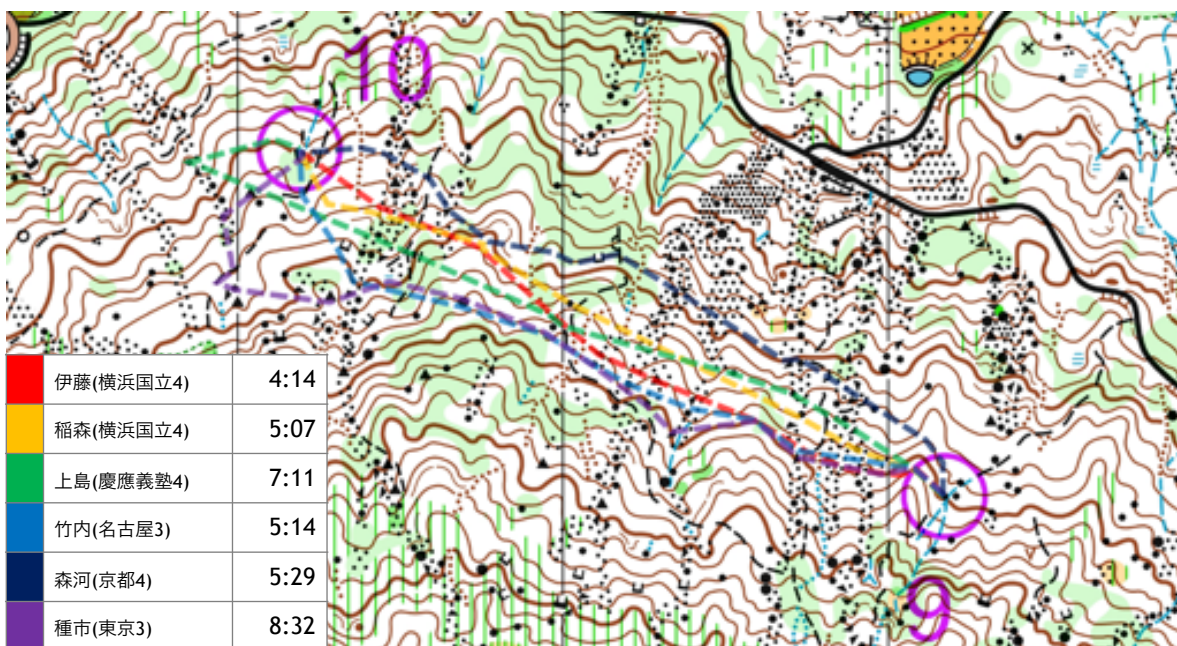 10
伊藤(横浜国立4) 4:14
稲森(横浜国立4) 5:07
上島(慶應義塾4) 7:11
竹内(名古屋3) 5:14
森河(京都4) 5:29
種市(東京3) 8:32
9